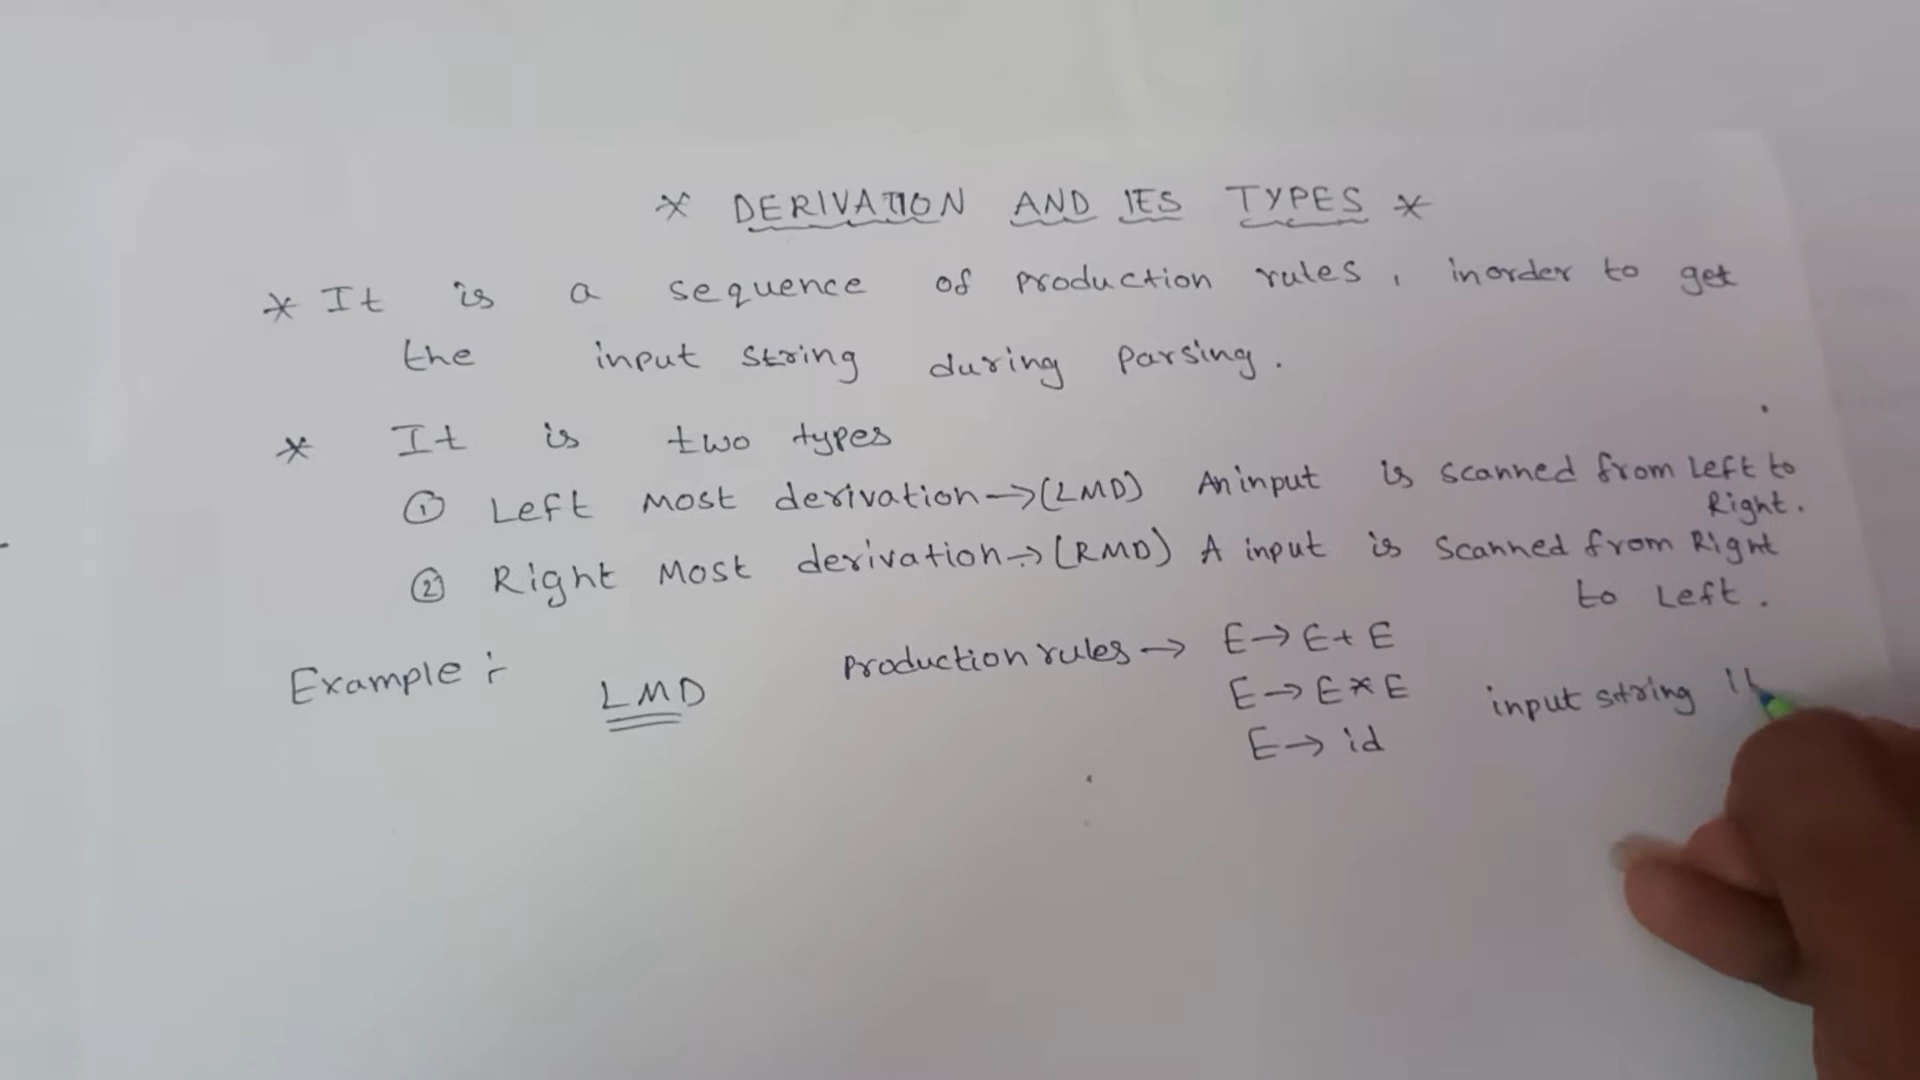 * DERIVATION AND ITS TYPES *
* It is a sequence of production rules, inorder to get
the input string during parsing.
* It is two types
① Left Most derivation → (LMD) An input is scanned from Left to
Right.
② Right Most derivation → (RMD) A input is scanned from Right
to Left.
Example :- LMD Production rules → E → E + E
E → E * E input string
E → id